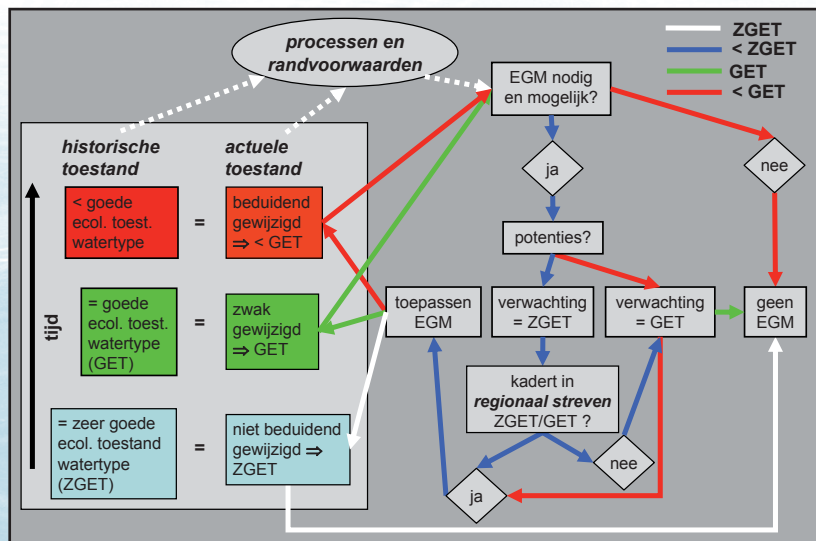 processen en
randvoorwaarden
EGM nodig
en mogelijk?
ZGET
< ZGET
GET
< GET
historische
toestand
actuele
toestand
ja
nee
< goede
ecol. toest.
watertype
=
beduidend
gewijzigd
⇒ < GET
potenties?
tijd
= goede
ecol. toest.
watertype
(GET)
=
zwak
gewijzigd
⇒ GET
toepassen
EGM
verwachting
= ZGET
verwachting
= GET
geen
EGM
kadert in
regionaal streven
ZGET/GET ?
= zeer goede
ecol. toestand
watertype
(ZGET)
=
niet beduidend
gewijzigd ⇒
ZGET
nee
ja